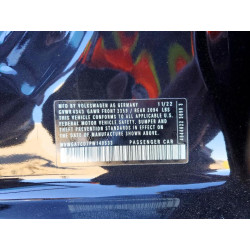 MFD BY VOLKSWAGEN AG GERMANY 11/22
GVWR 4565 GAWR FRONT 2359 / REAR 2094 LBS
THIS VEHICLE CONFORMS TO ALL APPLICABLE U.S.
FEDERAL MOTOR VEHICLE SAFETY, BUMPER AND
THEFT PREVENTION STANDARDS IN EFFECT ON
THE DATE OF MANUFACTURE SHOWN ABOVE
PASSENGER CAR